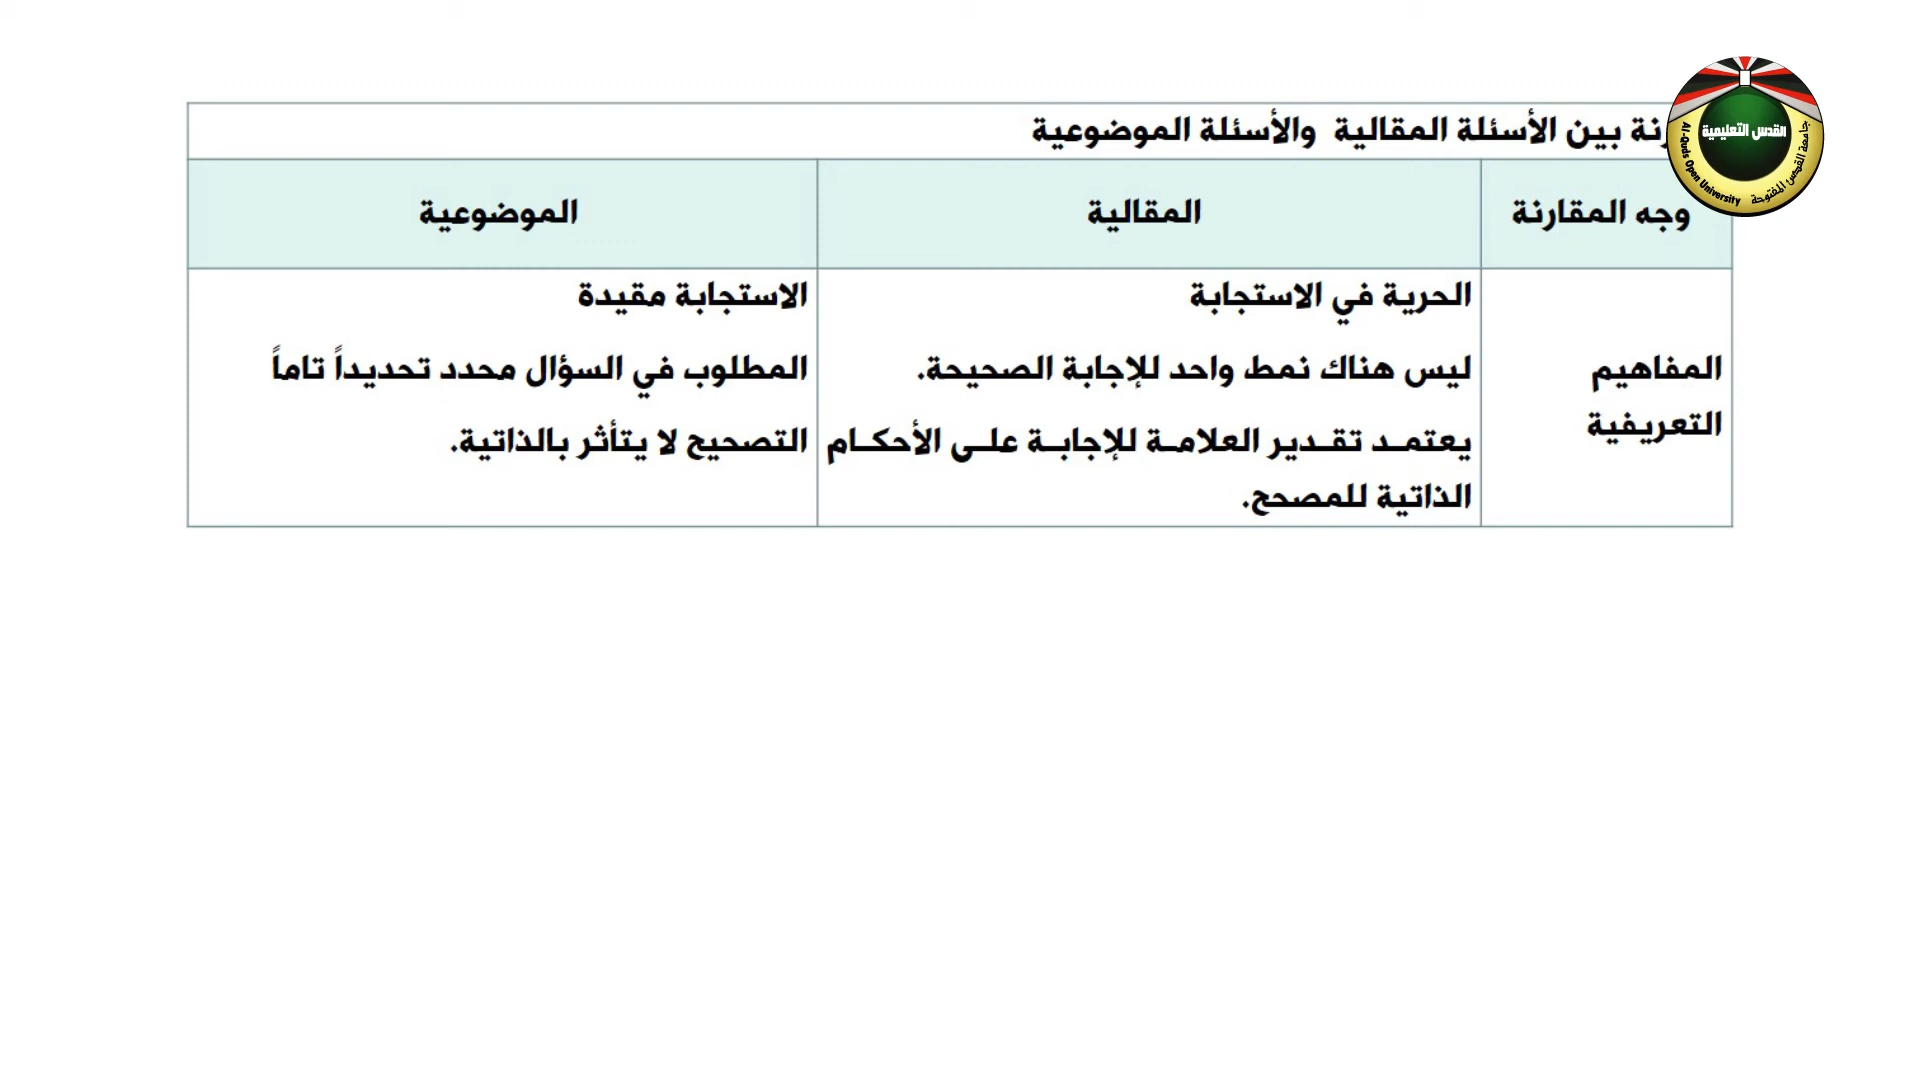 بين الأسئلة المقالية والأسئلة الموضوعية
وجه المقارنة
المقالية
الموضوعية
المفاهيم
التعريفية
الحرية في الاستجابة
ليس هناك نمط واحد للإجابة الصحيحة.
يعتمد تقدير العلامة للإجابة على الأحكام
الذاتية للمصحح.
الاستجابة مقيدة
المطلوب في السؤال محدد تحديداً تاماً
التصحيح لا يتأثر بالذاتية.
القدس التعليمية
جامعة القدس المفتوحة
Al-Quds Open University